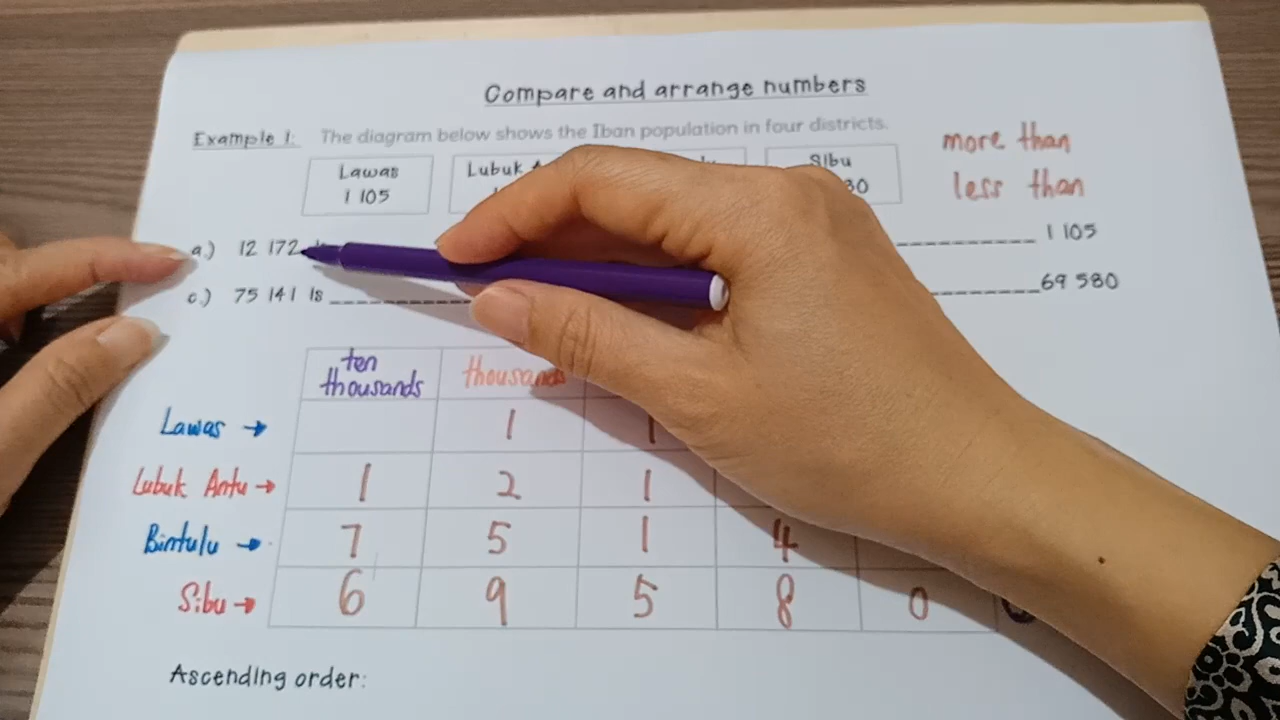 Compare and arrange numbers
Example 1: The diagram below shows the Iban population in four districts.
more than
less than
Lawas
1 105
Lubuk
Sibu
80
a.) 12 172 ____________ 1 105
c.) 75 141 is ____________ 69 580
ten thousands thousands
Lawas → 1 1
Lubuk Antu → 1 2 1
Bintulu → 7 5 1 4
Sibu → 6 9 5 8 0
Ascending order: